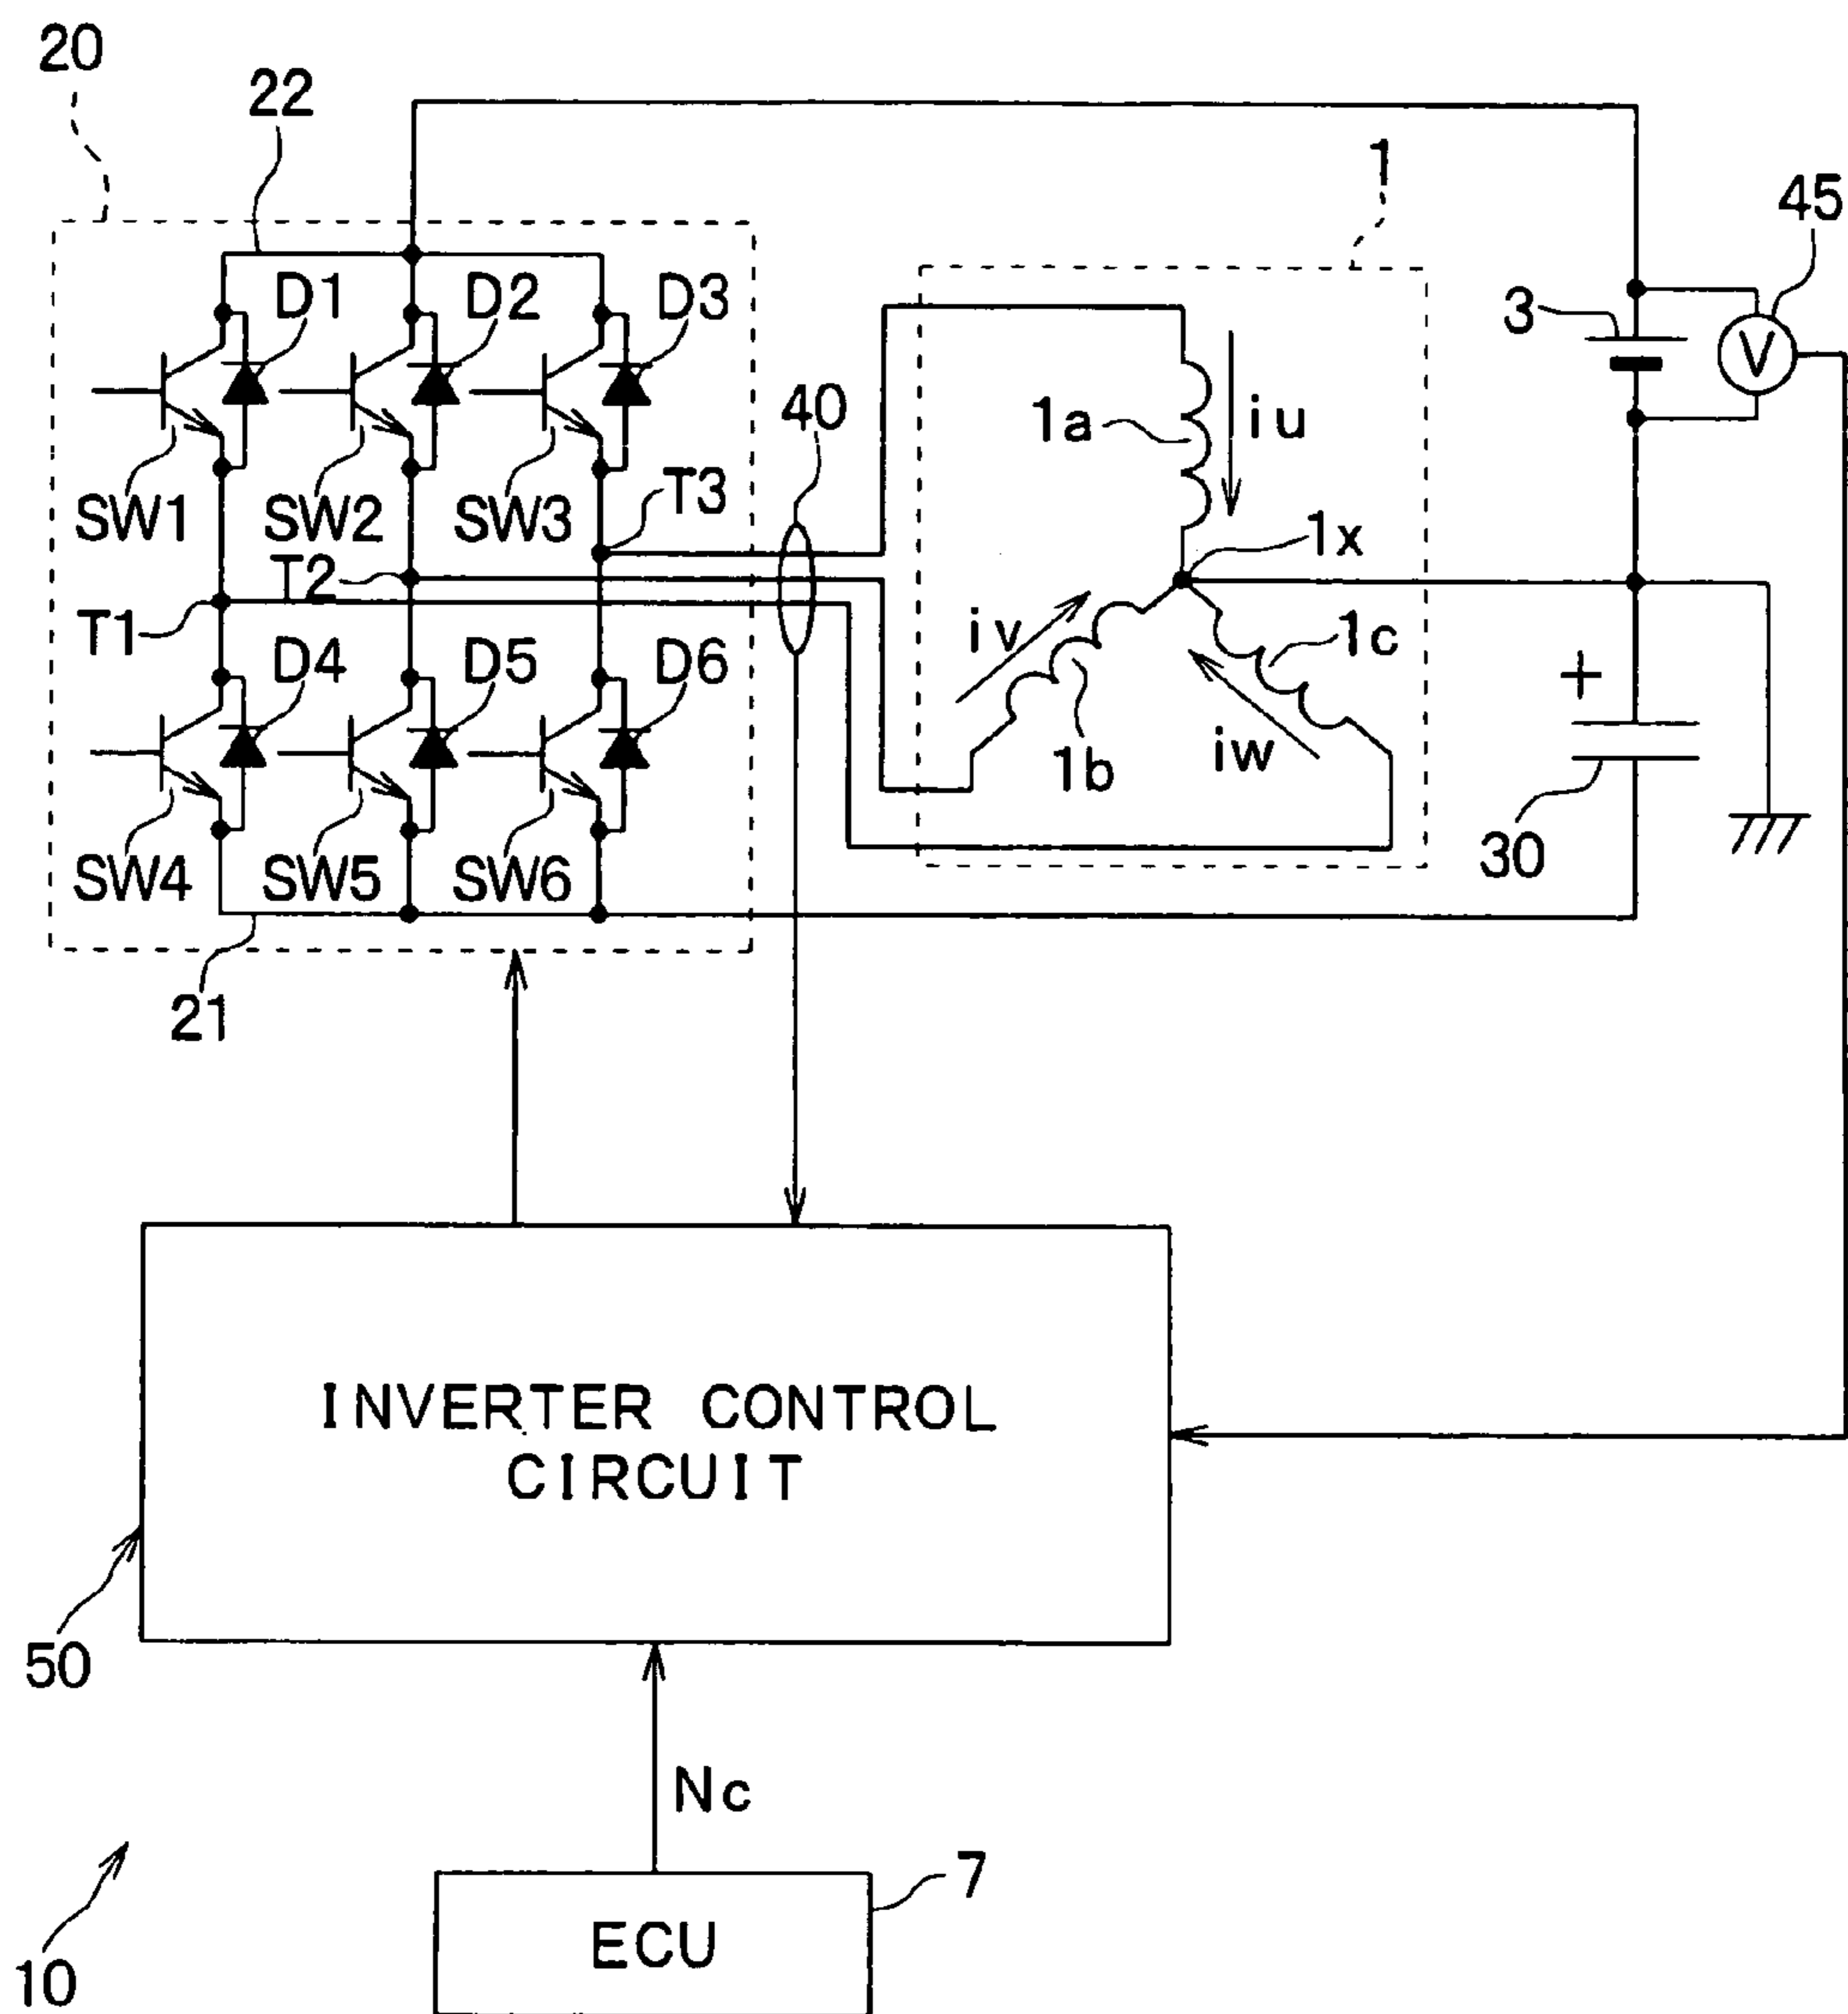 20
22
1
45
D1
D2
D3
3
V
40
1a
iu
SW1
SW2
SW3
T3
1x
T2
T1
iv
1c
D4
D5
D6
+
1b
iw
30
SW4
SW5
SW6
21
INVERTER CONTROL
CIRCUIT
50
Nc
7
ECU
10